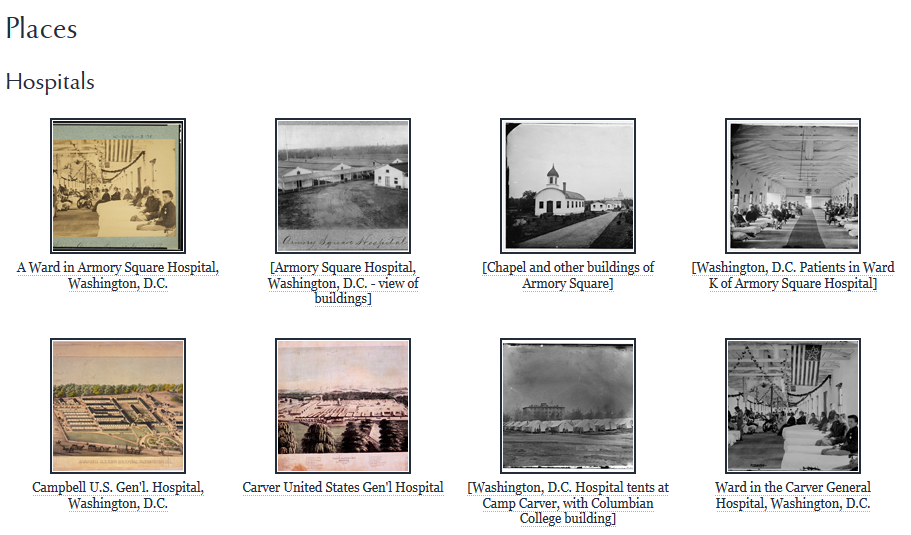 Places
Hospitals
Armory Square Hospital
A Ward in Armory Square Hospital,
Washington, D.C.
[Armory Square Hospital,
Washington, D.C. - view of
buildings]
[Chapel and other buildings of
Armory Square]
[Washington, D.C. Patients in Ward
K of Armory Square Hospital]
Campbell U.S. Gen'l. Hospital,
Washington, D.C.
Carver United States Gen'l Hospital
[Washington, D.C. Hospital tents at
Camp Carver, with Columbian
College building]
Ward in the Carver General
Hospital, Washington, D.C.